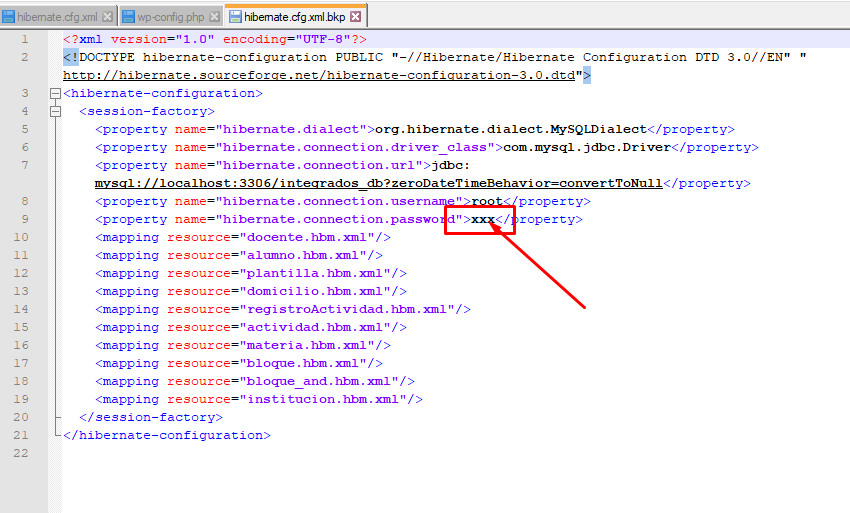 hibernate.cfg.xml wp-config.php hibernate.cfg.xml.bkp
1 <?xml version="1.0" encoding="UTF-8"?>
2 <!DOCTYPE hibernate-configuration PUBLIC "-//Hibernate/Hibernate Configuration DTD 3.0//EN" "
http://hibernate.sourceforge.net/hibernate-configuration-3.0.dtd">
3 <hibernate-configuration>
4 <session-factory>
5 <property name="hibernate.dialect">org.hibernate.dialect.MySQLDialect</property>
6 <property name="hibernate.connection.driver_class">com.mysql.jdbc.Driver</property>
7 <property name="hibernate.connection.url">jdbc:
mysql://localhost:3306/integrados_db?zeroDateTimeBehavior=convertToNull</property>
8 <property name="hibernate.connection.username">root</property>
9 <property name="hibernate.connection.password">xxx</property>
10 <mapping resource="docente.hbm.xml"/>
11 <mapping resource="alumno.hbm.xml"/>
12 <mapping resource="plantilla.hbm.xml"/>
13 <mapping resource="domicilio.hbm.xml"/>
14 <mapping resource="registroActividad.hbm.xml"/>
15 <mapping resource="actividad.hbm.xml"/>
16 <mapping resource="materia.hbm.xml"/>
17 <mapping resource="bloque.hbm.xml"/>
18 <mapping resource="bloque_and.hbm.xml"/>
19 <mapping resource="institucion.hbm.xml"/>
20 </session-factory>
21 </hibernate-configuration>
22